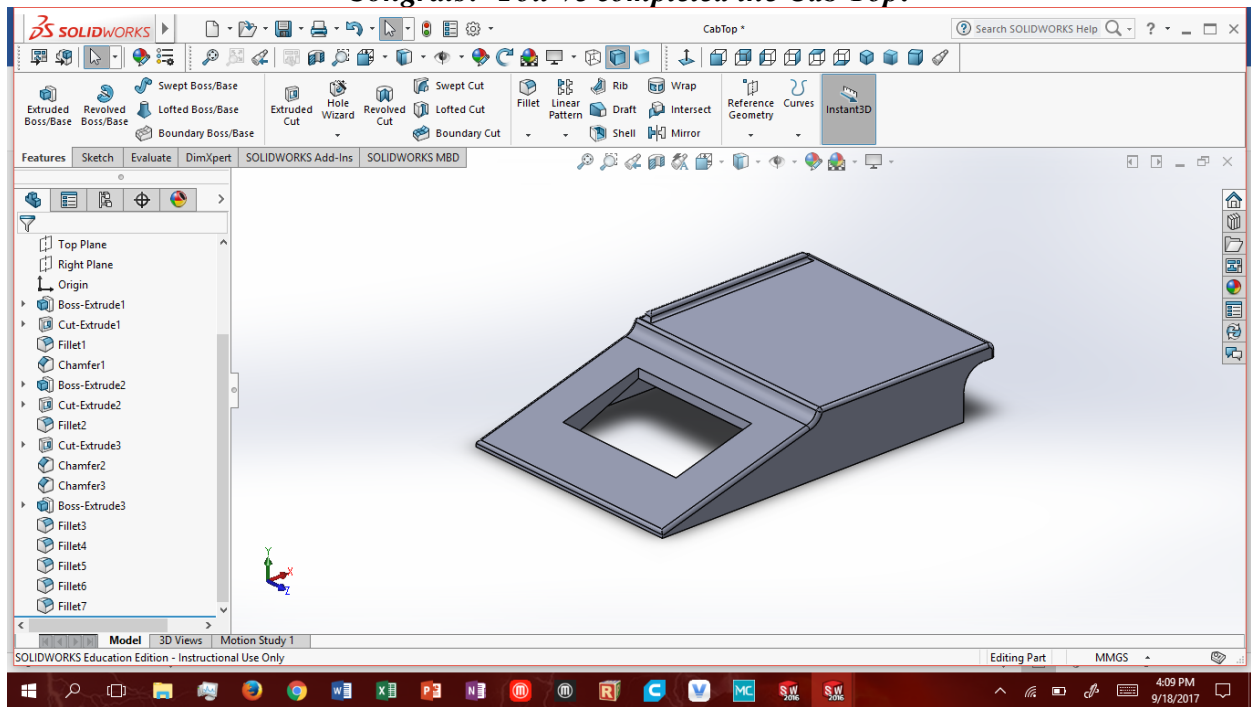 Congrats! You've completed the Cab Top!
SOLIDWORKS
CabTop *
Search SOLIDWORKS Help
Extruded Boss/Base
Revolved Boss/Base
Swept Boss/Base
Lofted Boss/Base
Boundary Boss/Base
Extruded Cut
Hole Wizard
Revolved Cut
Swept Cut
Lofted Cut
Boundary Cut
Fillet
Linear Pattern
Rib
Draft
Shell
Wrap
Intersect
Mirror
Reference Geometry
Curves
Instant3D
Features Sketch Evaluate DimXpert SOLIDWORKS Add-Ins SOLIDWORKS MBD
Top Plane
Right Plane
Origin
Boss-Extrude1
Cut-Extrude1
Fillet1
Chamfer1
Boss-Extrude2
Cut-Extrude2
Fillet2
Cut-Extrude3
Chamfer2
Chamfer3
Boss-Extrude3
Fillet3
Fillet4
Fillet5
Fillet6
Fillet7
Y
X
Z
Model 3D Views Motion Study 1
SOLIDWORKS Education Edition - Instructional Use Only
Editing Part MMGS
4:09 PM
9/18/2017